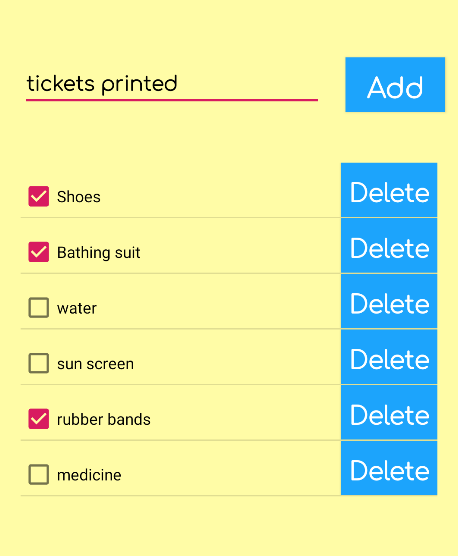 tickets printed Add
Shoes Delete
Bathing suit Delete
water Delete
sun screen Delete
rubber bands Delete
medicine Delete